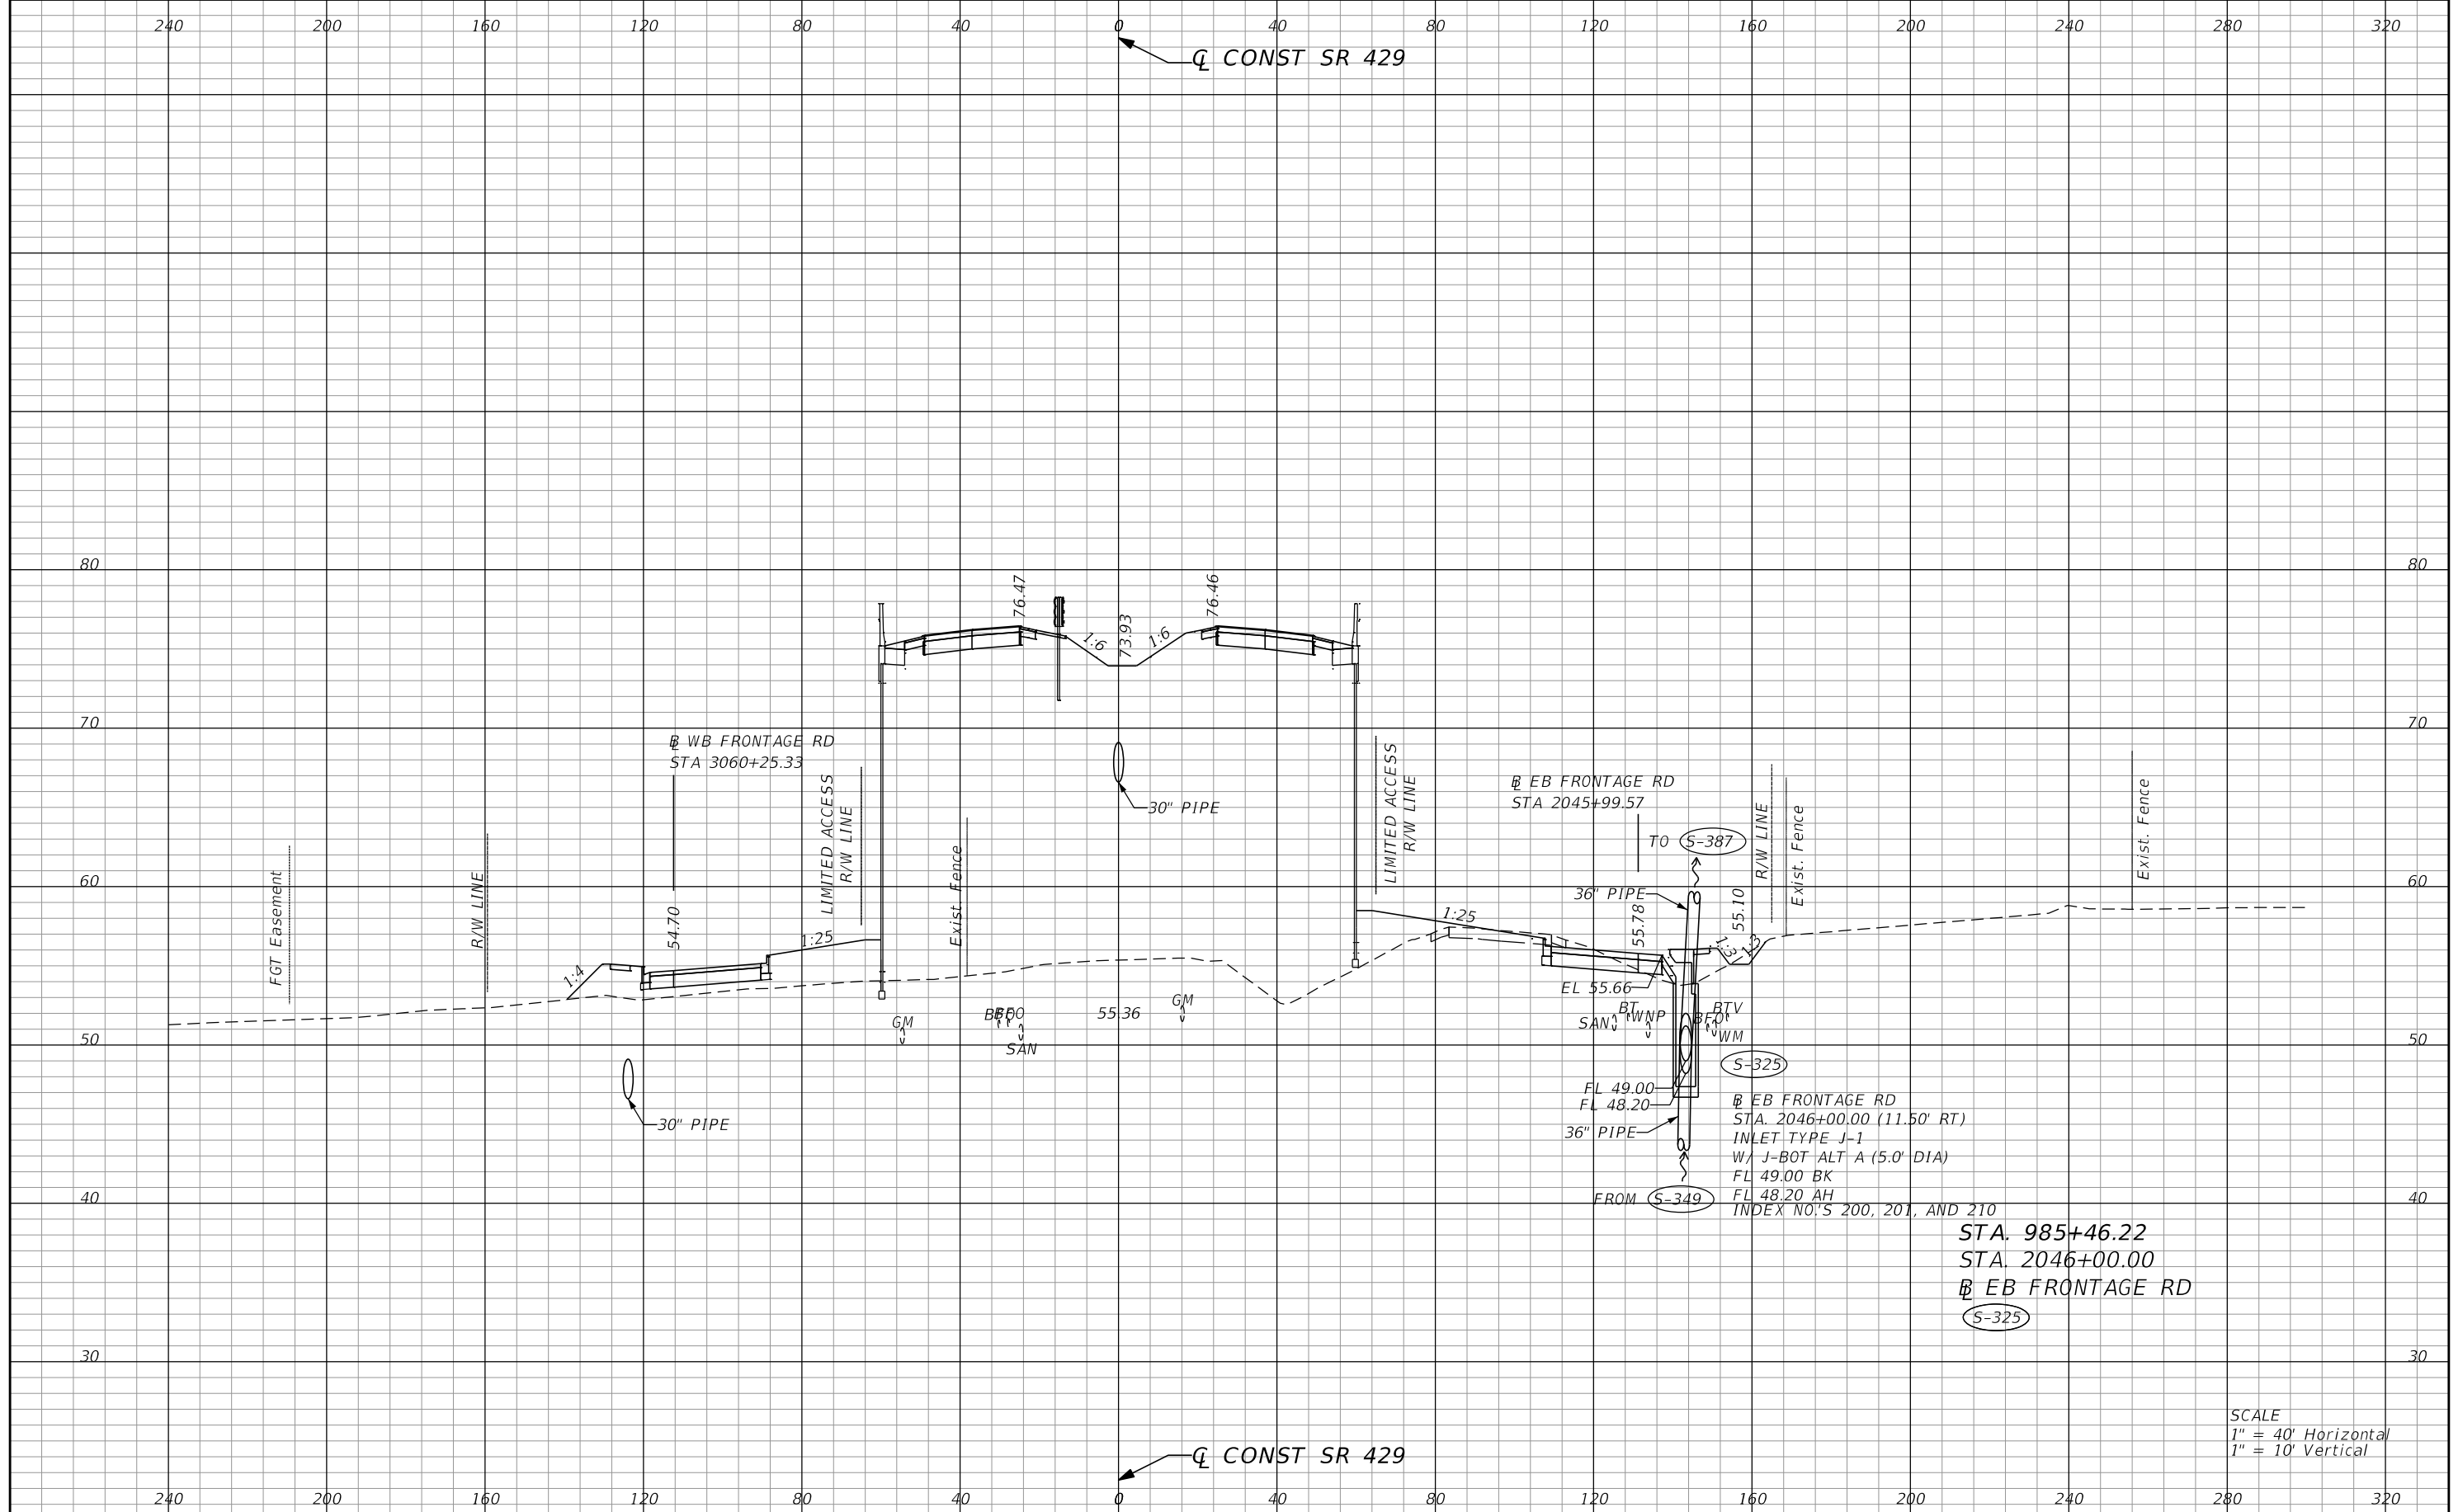 240 200 160 120 80 40 0 40 80 120 160 200 240 280 320
℄ CONST SR 429
80 80
76.47
76.46
73.93
1:6
1:6
70 70
℄ WB FRONTAGE RD
STA 3060+25.33
30" PIPE
LIMITED ACCESS
R/W LINE
LIMITED ACCESS
R/W LINE
BL EB FRONTAGE RD
STA 2045+99.57
TO S-387
R/W LINE
Exist. Fence
Exist. Fence
60 60
FGT Easement
R/W LINE
54.70
1:25
1:4
Exist. Fence
1:25
36" PIPE
55.78
55.10
1:3
1:3
EL 55.66
GM
BFO
SAN
55.36
GM
SAN
BT
WNP
BFO
BTV
WM
50 50
S-325
30" PIPE
FL 49.00
FL 48.20
36" PIPE
BL EB FRONTAGE RD
STA. 2046+00.00 (11.50' RT)
INLET TYPE J-1
W/ J-BOT ALT A (5.0' DIA)
FL 49.00 BK
FL 48.20 AH
INDEX NO.'S 200, 201, AND 210
40 40
FROM S-349
STA. 985+46.22
STA. 2046+00.00
BL EB FRONTAGE RD
S-325
30 30
SCALE
1" = 40' Horizontal
1" = 10' Vertical
℄ CONST SR 429
240 200 160 120 80 40 0 40 80 120 160 200 240 280 320